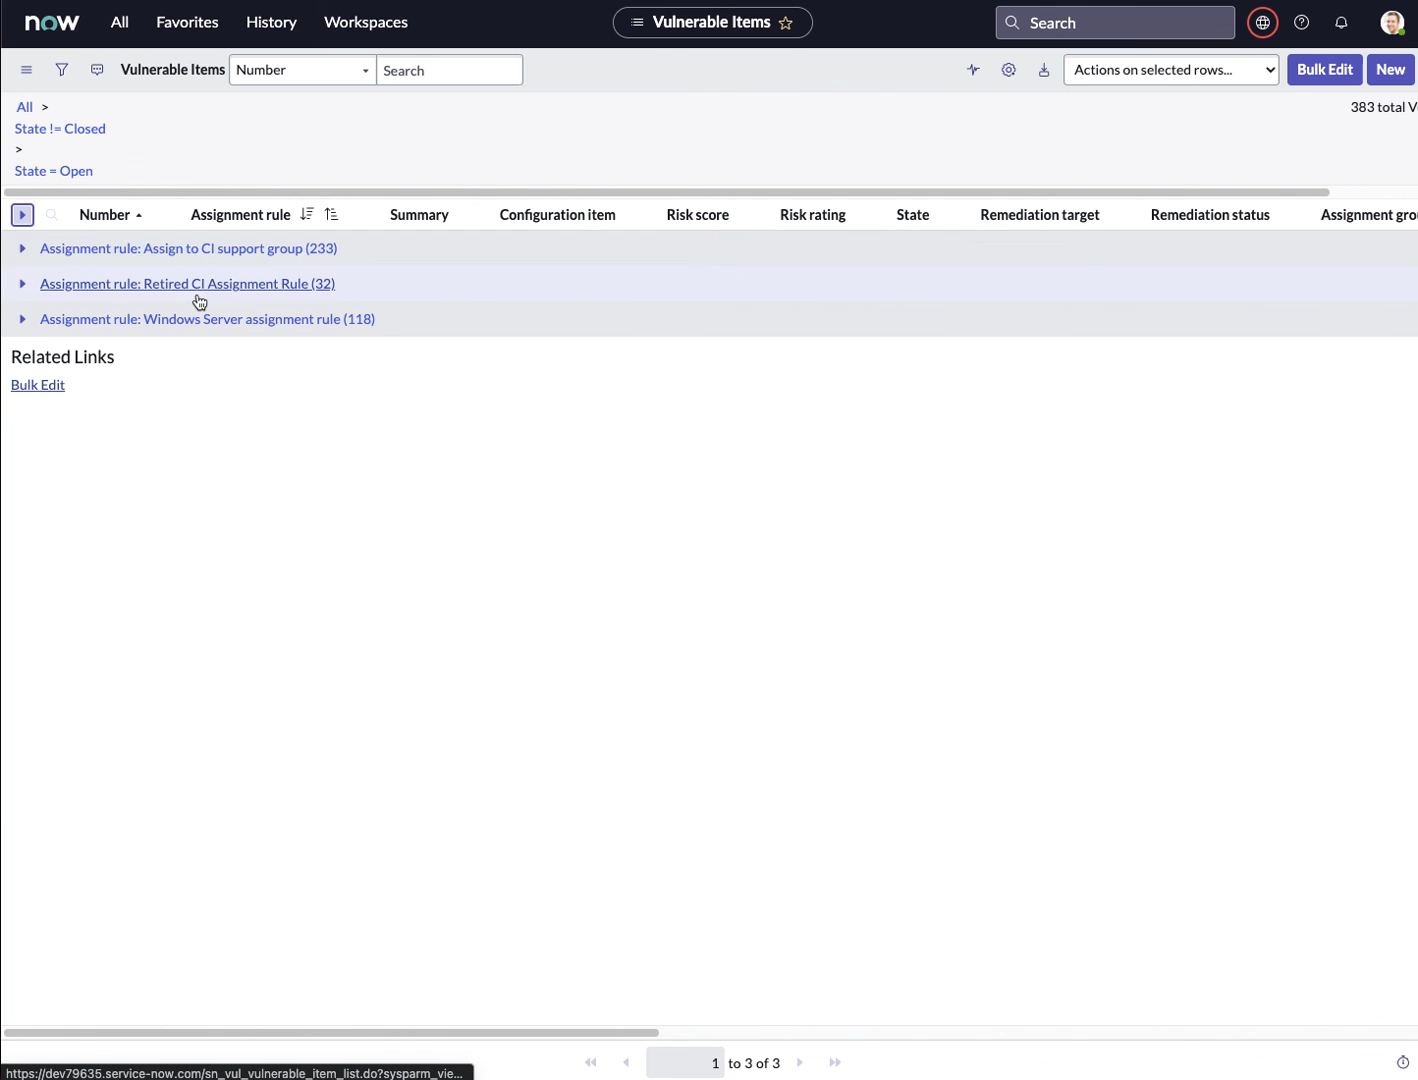 now All Favorites History Workspaces Vulnerable Items Search
Vulnerable Items Number Search Actions on selected rows... Bulk Edit New
All > 383 total V
State != Closed
>
State = Open
Number Assignment rule Summary Configuration item Risk score Risk rating State Remediation target Remediation status Assignment gro
Assignment rule: Assign to CI support group (233)
Assignment rule: Retired CI Assignment Rule (32)
Assignment rule: Windows Server assignment rule (118)
Related Links
Bulk Edit
1 to 3 of 3
https://dev79635.service-now.com/sn_vul_vulnerable_item_list.do?sysparm_vie...